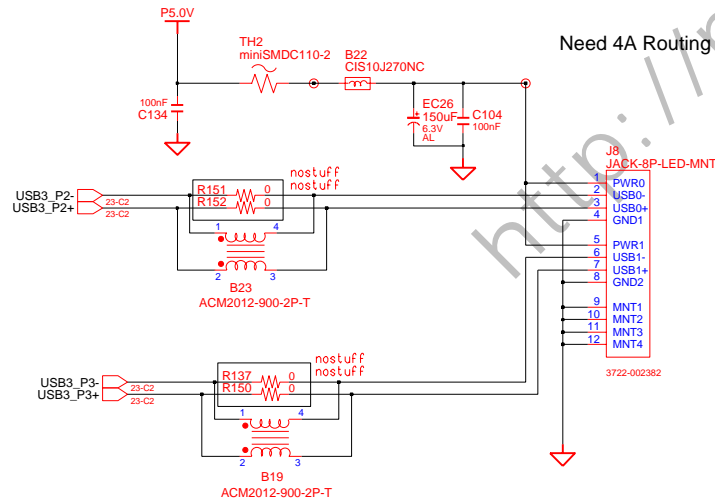 P5.0V
TH2
miniSMDC110-2
B22
CIS10J270NC
Need 4A Routing
100nF
C134
EC26
150uF
6.3V
AL
C104
100nF
J8
JACK-8P-LED-MNT
nostuff
nostuff
R151 0
R152 0
USB3_P2-
USB3_P2+
23-C2
23-C2
1 4
2 3
B23
ACM2012-900-2P-T
1 PWR0
2 USB0-
3 USB0+
4 GND1
5 PWR1
6 USB1-
7 USB1+
8 GND2
9 MNT1
10 MNT2
11 MNT3
12 MNT4
3722-002382
nostuff
nostuff
R137 0
R150 0
USB3_P3-
USB3_P3+
23-C2
23-C2
1 4
2 3
B19
ACM2012-900-2P-T
http://